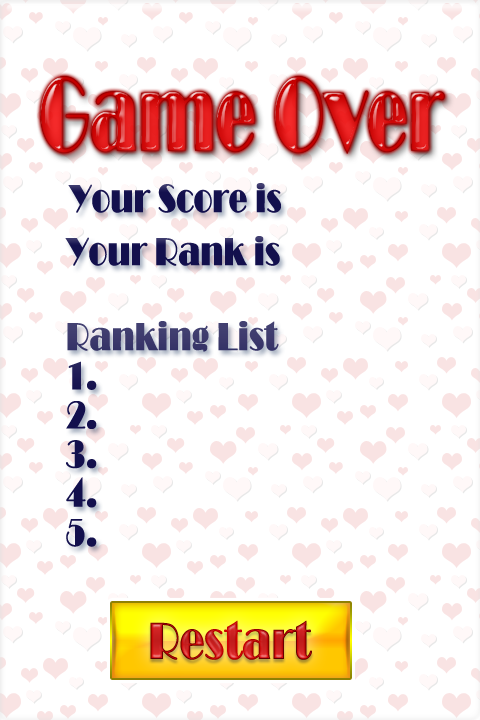 Game Over
Your Score is
Your Rank is
Ranking List
1.
2.
3.
4.
5.
Restart